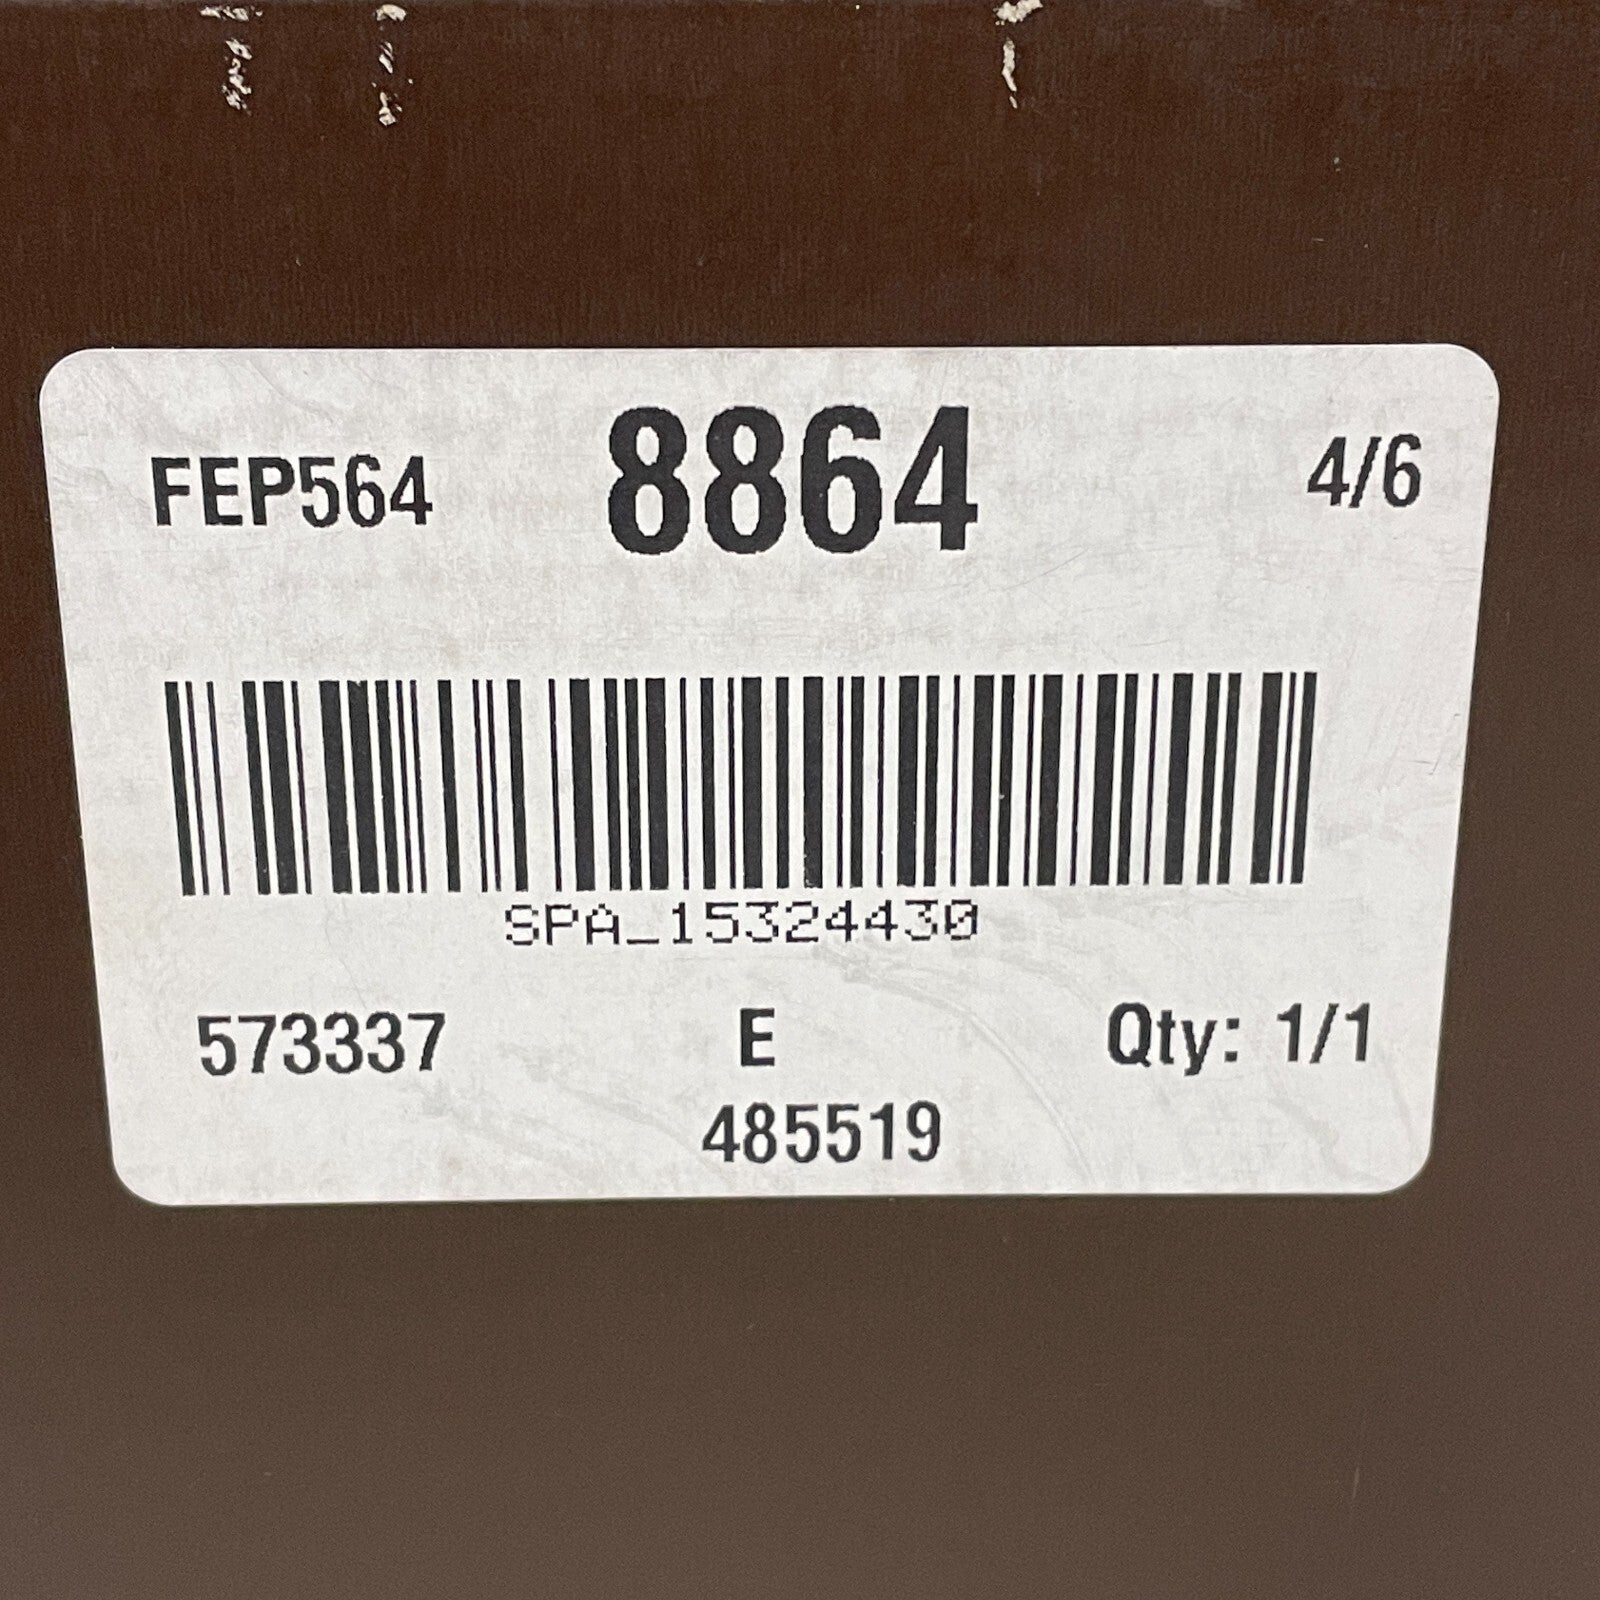 FEP564 8864 4/6
SPA_15324430
573337 E Qty: 1/1
485519